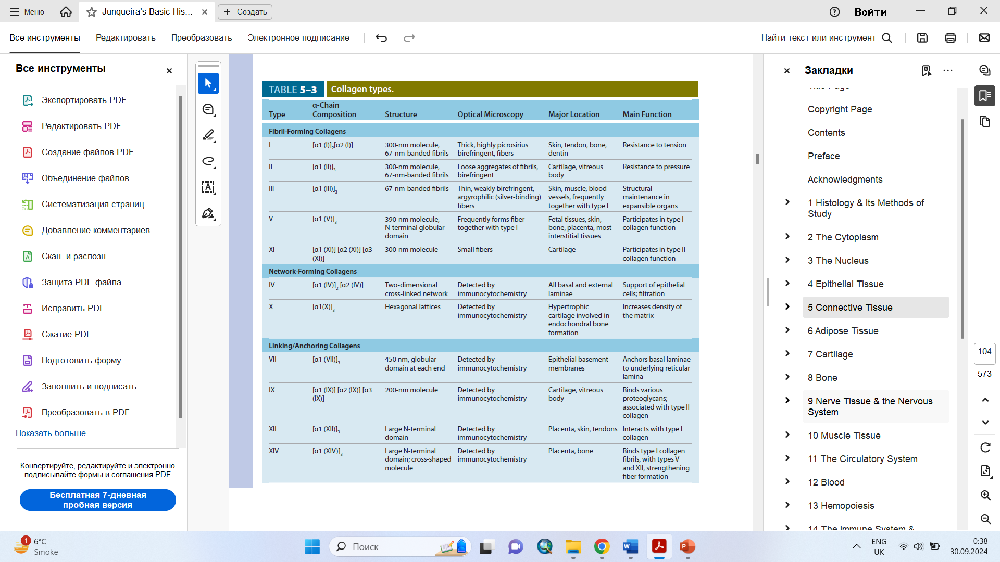 Меню
Junqueira’s Basic His...
Создать
Войти
Все инструменты
Редактировать
Преобразовать
Электронное подписание
Найти текст или инструмент
Все инструменты
Экспортировать PDF
Редактировать PDF
Создание файлов PDF
Объединение файлов
Систематизация страниц
Добавление комментариев
Скан. и распозн.
Защита PDF-файла
Исправить PDF
Сжатие PDF
Подготовить форму
Заполнить и подписать
Преобразовать в PDF
Показать больше
Конвертируйте, редактируйте и электронно
подписывайте формы и соглашения PDF
Бесплатная 7-дневная
пробная версия
TABLE 5–3 Collagen types.
Type α-Chain Composition Structure Optical Microscopy Major Location Main Function
Fibril-Forming Collagens
I [α1 (I)]2[α2 (I)] 300-nm molecule, 67-nm-banded fibrils Thick, highly picrosirius birefringent, fibers Skin, tendon, bone, dentin Resistance to tension
II [α1 (II)]3 300-nm molecule, 67-nm-banded fibrils Loose aggregates of fibrils, birefringent Cartilage, vitreous body Resistance to pressure
III [α1 (III)]3 67-nm-banded fibrils Thin, weakly birefringent, argyrophilic (silver-binding) fibers Skin, muscle, blood vessels, frequently together with type I Structural maintenance in expansible organs
V [α1 (V)]3 390-nm molecule, N-terminal globular domain Frequently forms fiber together with type I Fetal tissues, skin, bone, placenta, most interstitial tissues Participates in type I collagen function
XI [α1 (XI)] [α2 (XI)] [α3 (XI)] 300-nm molecule Small fibers Cartilage Participates in type II collagen function
Network-Forming Collagens
IV [α1 (IV)]2 [α2 (IV)] Two-dimensional cross-linked network Detected by immunocytochemistry All basal and external laminae Support of epithelial cells; filtration
X [α1(X)]3 Hexagonal lattices Detected by immunocytochemistry Hypertrophic cartilage involved in endochondral bone formation Increases density of the matrix
Linking/Anchoring Collagens
VII [α1 (VII)]3 450 nm, globular domain at each end Detected by immunocytochemistry Epithelial basement membranes Anchors basal laminae to underlying reticular lamina
IX [α1 (IX)] [α2 (IX)] [α3 (IX)] 200-nm molecule Detected by immunocytochemistry Cartilage, vitreous body Binds various proteoglycans; associated with type II collagen
XII [α1 (XII)]3 Large N-terminal domain Detected by immunocytochemistry Placenta, skin, tendons Interacts with type I collagen
XIV [α1 (XIV)]3 Large N-terminal domain; cross-shaped molecule Detected by immunocytochemistry Placenta, bone Binds type I collagen fibrils, with types V and XII, strengthening fiber formation
Закладки
Title Page
Copyright Page
Contents
Preface
Acknowledgments
1 Histology & Its Methods of
Study
2 The Cytoplasm
3 The Nucleus
4 Epithelial Tissue
5 Connective Tissue
6 Adipose Tissue
7 Cartilage
8 Bone
9 Nerve Tissue & the Nervous
System
10 Muscle Tissue
11 The Circulatory System
12 Blood
13 Hemopoiesis
14 The Immune System &
104
573
1
6°C
Smoke
Поиск
ENG
UK
0:38
30.09.2024